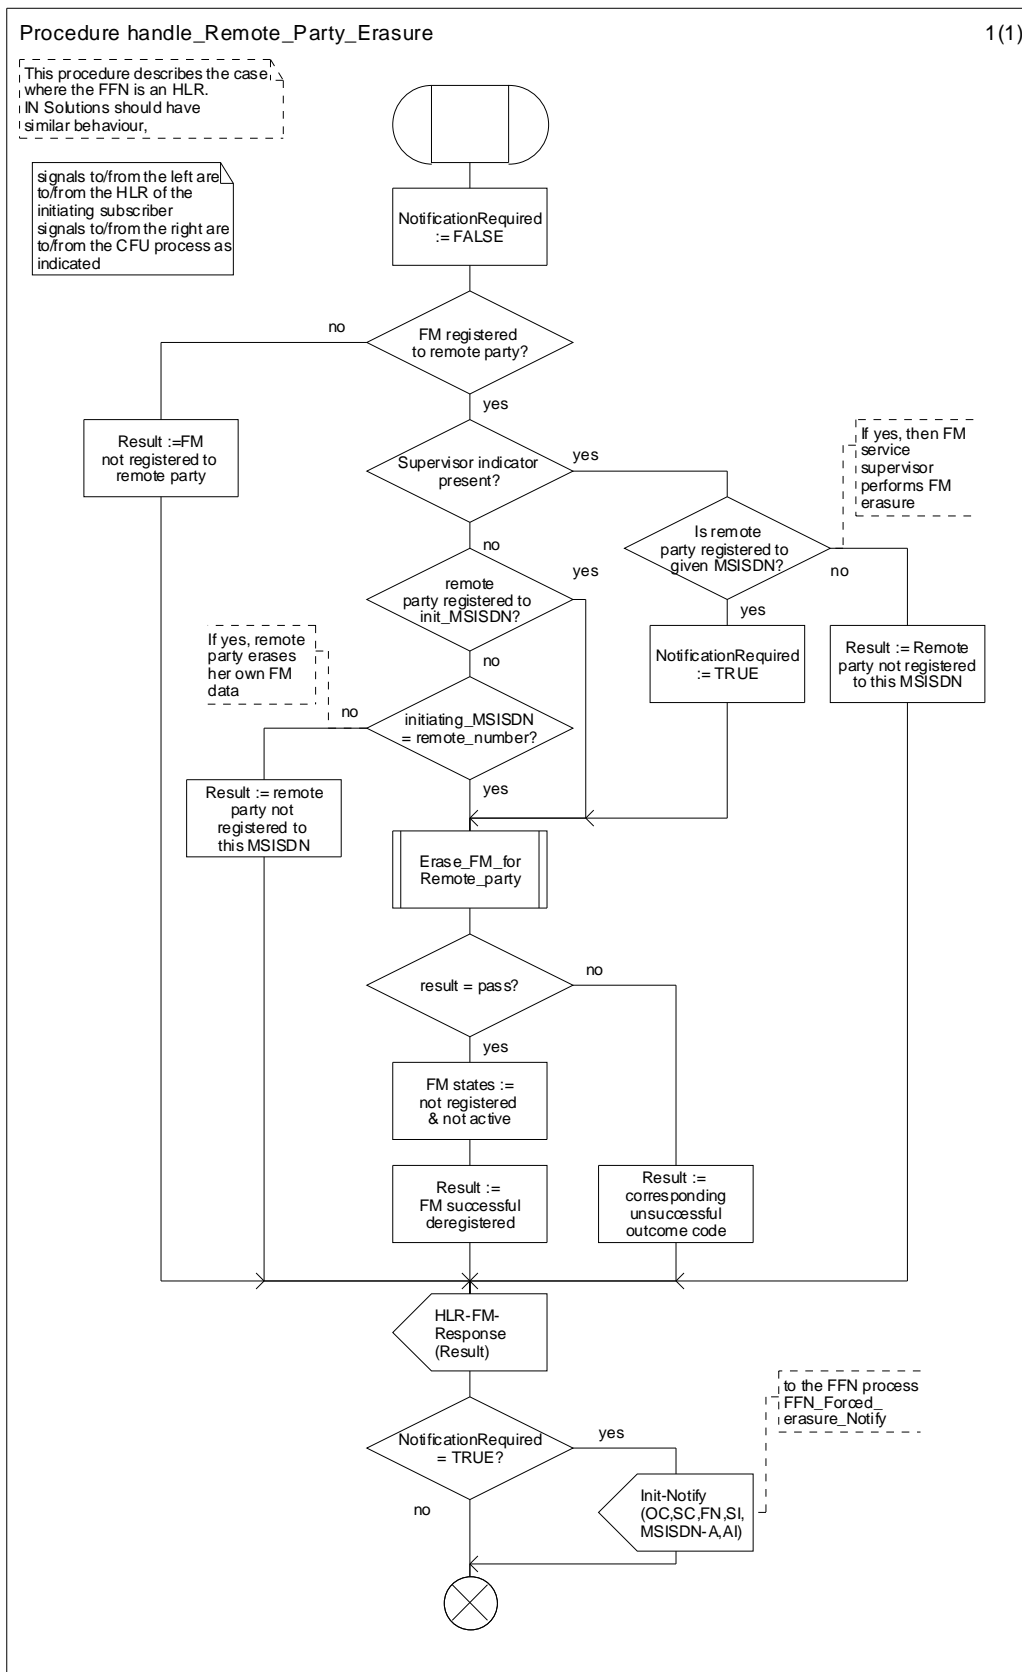 Procedure handle_Remote_Party_Erasure
1(1)
This procedure describes the case
where the FFN is an HLR.
IN Solutions should have
similar behaviour,
signals to/from the left are
to/from the HLR of the
initiating subscriber
signals to/from the right are
to/from the CFU process as
indicated
NotificationRequired
:= FALSE
no
FM registered
to remote party?
yes
Result :=FM
not registered to
remote party
Supervisor indicator
present?
yes
If yes, then FM
service
supervisor
performs FM
erasure
no
Is remote
party registered to
given MSISDN?
no
yes
remote
party registered to
init_MSISDN?
yes
no
If yes, remote
party erases
her own FM
data
NotificationRequired
:= TRUE
Result := Remote
party not registered
to this MSISDN
no
initiating_MSISDN
= remote_number?
yes
Result := remote
party not
registered to
this MSISDN
Erase_FM_for
Remote_party
result = pass?
no
yes
FM states :=
not registered
& not active
Result :=
FM successful
deregistered
Result :=
corresponding
unsuccessful
outcome code
HLR-FM-
Response
(Result)
to the FFN process
FFN_Forced_
erasure_Notify
NotificationRequired
= TRUE?
yes
no
Init-Notify
(OC,SC,FN,SI,
MSISDN-A,AI)